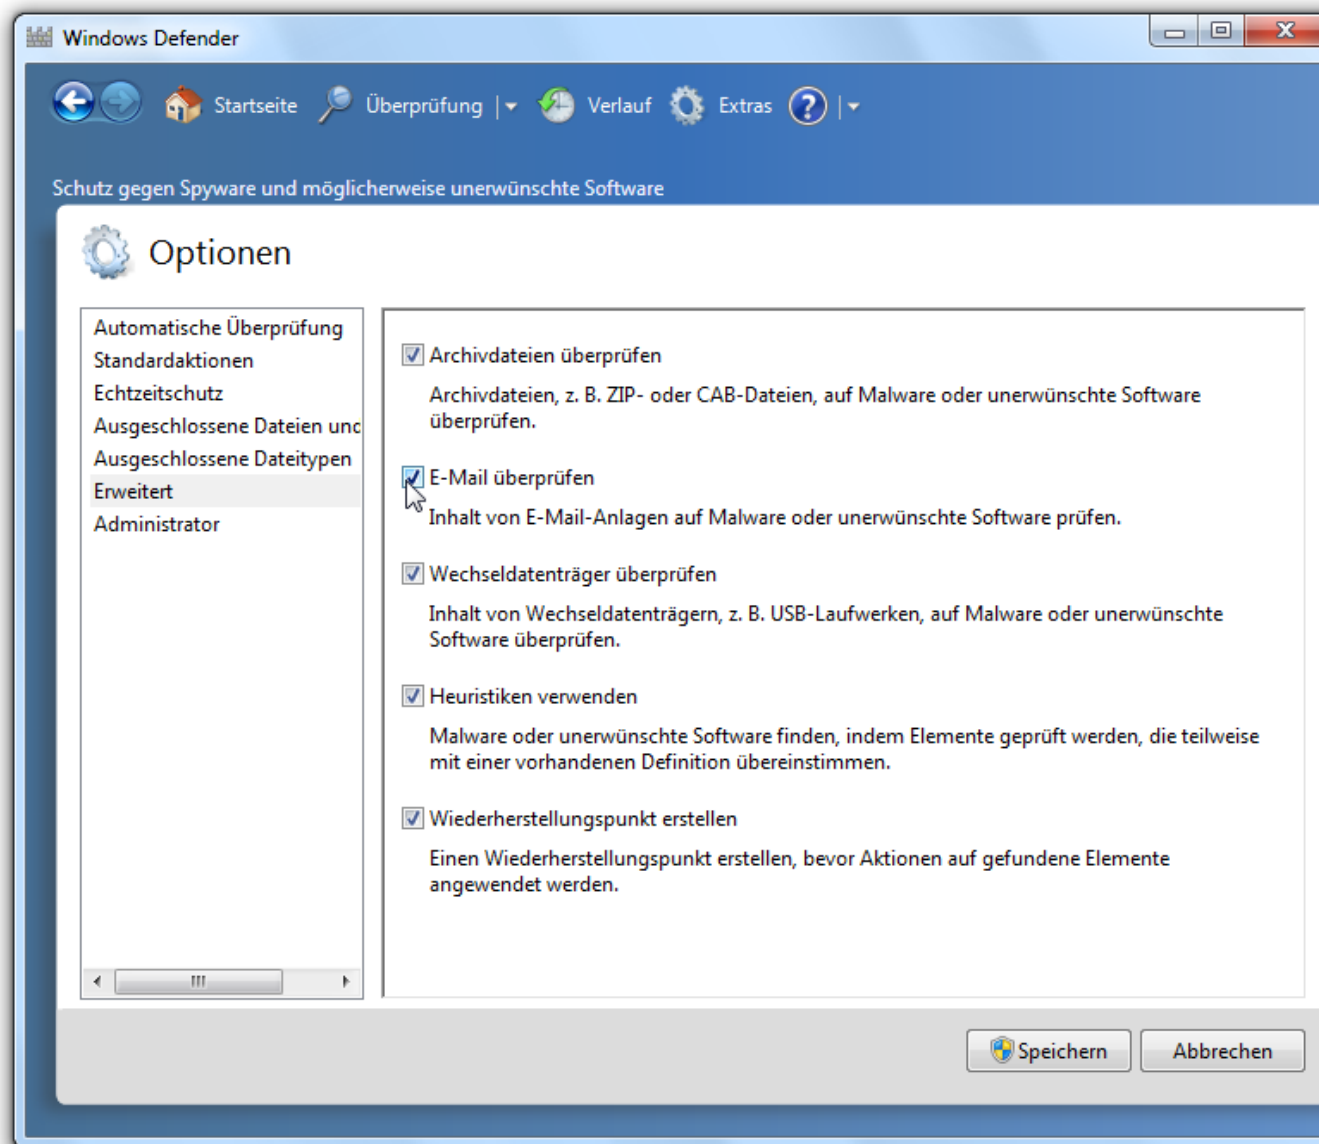 Windows Defender
Startseite Überprüfung Verlauf Extras ?
Schutz gegen Spyware und möglicherweise unerwünschte Software
Optionen
Automatische Überprüfung
Standardaktionen
Echtzeitschutz
Ausgeschlossene Dateien und
Ausgeschlossene Dateitypen
Erweitert
Administrator
Archivdateien überprüfen
Archivdateien, z. B. ZIP- oder CAB-Dateien, auf Malware oder unerwünschte Software
überprüfen.
E-Mail überprüfen
Inhalt von E-Mail-Anlagen auf Malware oder unerwünschte Software prüfen.
Wechseldatenträger überprüfen
Inhalt von Wechseldatenträgern, z. B. USB-Laufwerken, auf Malware oder unerwünschte
Software überprüfen.
Heuristiken verwenden
Malware oder unerwünschte Software finden, indem Elemente geprüft werden, die teilweise
mit einer vorhandenen Definition übereinstimmen.
Wiederherstellungspunkt erstellen
Einen Wiederherstellungspunkt erstellen, bevor Aktionen auf gefundene Elemente
angewendet werden.
Speichern Abbrechen